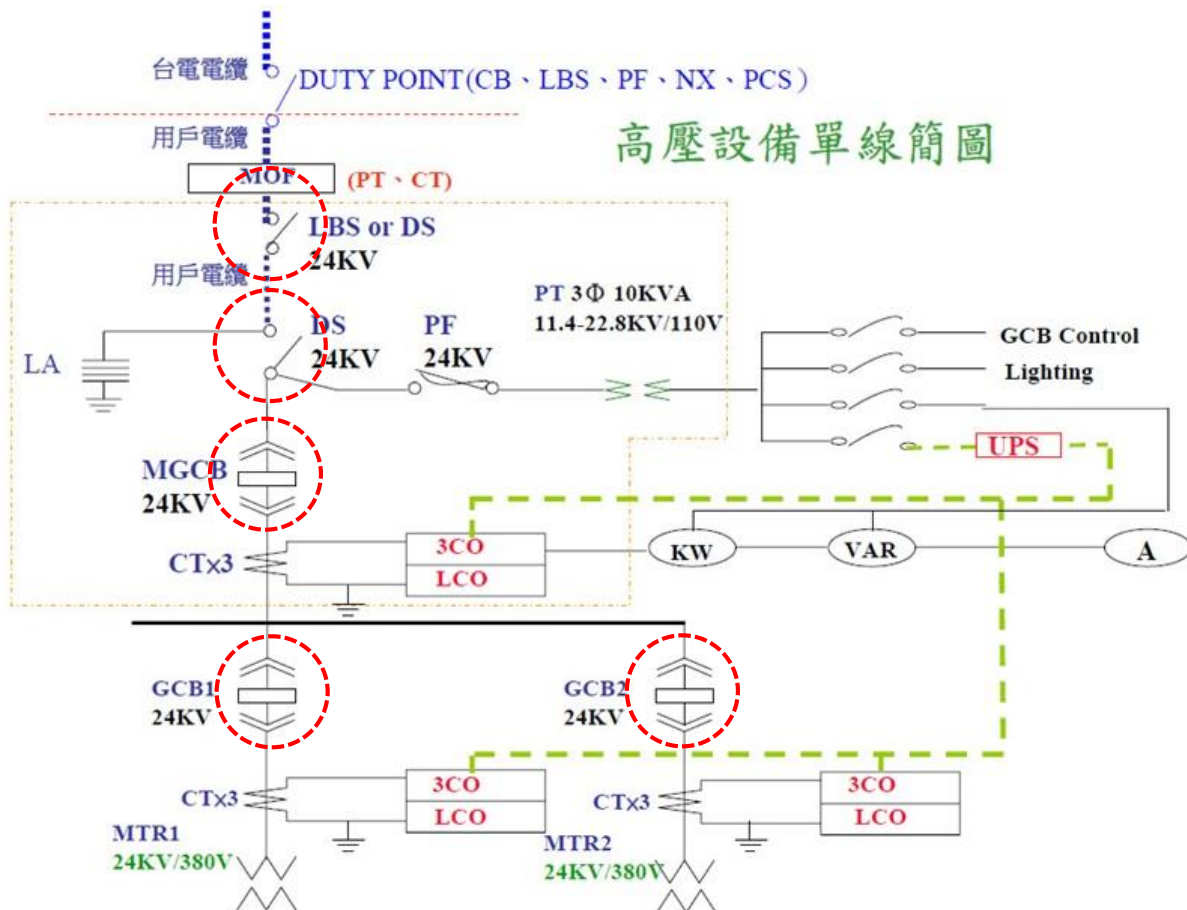 台電電纜
DUTY POINT(CB、LBS、PF、NX、PCS)
用戶電纜
高壓設備單線簡圖
MOF
(PT、CT)
LBS or DS
24KV
用戶電纜
PT 3Φ 10KVA
11.4-22.8KV/110V
DS
24KV
PF
24KV
LA
GCB Control
Lighting
UPS
MGCB
24KV
CTx3
3CO
LCO
KW
VAR
A
GCB1
24KV
GCB2
24KV
CTx3
3CO
LCO
CTx3
3CO
LCO
MTR1
24KV/380V
MTR2
24KV/380V